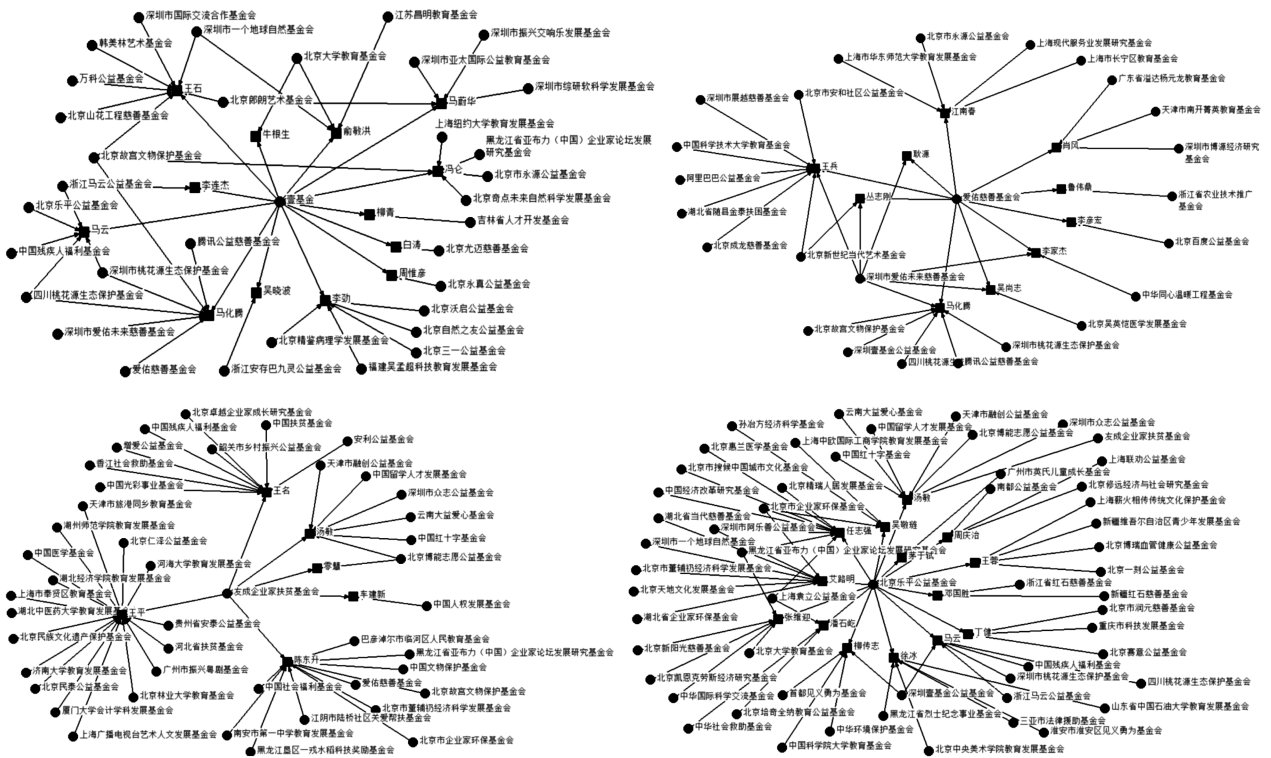 深圳市国际交流合作基金会
深圳市一个地球自然基金会
江苏昌明教育基金会
韩美林艺术基金会
深圳市振兴交响乐发展基金会
北京大学教育基金会
深圳市亚太国际公益教育基金会
万科公益基金会
王石
深圳市综研软科学发展基金会
北京郎朗艺术基金会
马蔚华
北京山花工程慈善基金会
上海纽约大学教育发展基金会
牛根生
俞敏洪
黑龙江省亚布力(中国)企业家论坛发展
研究基金会
北京故宫文物保护基金会
冯仑
北京市永源公益基金会
浙江马云公益基金会
李连杰
北京奇点未来自然科学发展基金会
北京乐平公益基金会
壹基金
柳青
吉林省人才开发基金会
马云
腾讯公益慈善基金会
白涛
北京尤迈慈善基金会
中国残疾人福利基金会
深圳市桃花源生态保护基金会
周惟彦
北京永真公益基金会
四川桃花源生态保护基金会
吴晓波
李劲
北京沃启公益基金会
马化腾
深圳市爱佑未来慈善基金会
北京自然之友公益基金会
北京精鉴病理学发展基金会
北京三一公益基金会
爱佑慈善基金会
浙江安存巴九灵公益基金会
福建吴孟超科技教育发展基金会
北京市永源公益基金会
上海现代服务业发展研究基金会
上海市华东师范大学教育发展基金会
上海市长宁区教育基金会
广东省溢达杨元龙教育基金会
深圳市展越慈善基金会
北京市安和社区公益基金会
江南春
天津市南开菁英教育基金会
中国科学技术大学教育基金会
耿源
肖风
深圳市博源经济研究
基金会
王兵
阿里巴巴公益基金会
丛志刚
爱佑慈善基金会
鲁伟鼎
浙江省农业技术推广
基金会
湖北省随县金泰扶困基金会
李彦宏
北京成龙慈善基金会
北京新世纪当代艺术基金会
李家杰
北京百度公益基金会
深圳市爱佑未来慈善基金会
吴尚志
中华同心温暖工程基金会
马化腾
北京故宫文物保护基金会
北京吴英恺医学发展基金会
深圳壹基金公益基金会
深圳市桃花源生态保护基金会
四川桃花源生
腾讯公益慈善基金会
北京卓越企业家成长研究基金会
中国残疾人福利基金会
中国扶贫基金会
增爱公益基金会
韶关市乡村振兴公益基金会
安利公益基金会
香江社会救助基金会
天津市融创公益基金会
中国光彩事业基金会
王名
中国留学人才发展基金会
天津市旅港同乡教育基金会
深圳市众志公益基金会
湖州师范学院教育发展基金会
汤敏
云南大益爱心基金会
北京仁泽公益基金会
中国红十字基金会
中国医学基金会
河海大学教育发展基金会
零慧
北京博能志愿公益基金会
湖北经济学院教育发展基金会
上海市奉贤区教育基金会
友成企业家扶贫基金会
车建新
中国人权发展基金会
湖北中医药大学教育发展基
王平
贵州省安泰公益基金会
北京民族文化遗产保护基金会
河北省扶贫基金会
巴彦淖尔市临河区人民教育基金会
陈东升
黑龙江省亚布力(中国)企业家论坛发展研究基金会
济南大学教育发展基金会
广州市振兴粤剧基金会
中国文物保护基金会
北京民泰公益基金会
中国社会福利基金会
爱佑慈善基金会
北京故宫文物保护基金会
厦门大学会计学科发展基金会
北京林业大学教育基金会
北京市董辅礽经济科学发展基金会
江阴市陆桥社区关爱帮扶基金会
上海广播电视台艺术人文发展基金会
南安市第一中学教育发展基金会
北京市企业家环保基金会
黑龙江垦区一戎水稻科技奖励基金会
云南大益爱心基金会
天津市融创公益基金会
孙冶方经济科学基金会
中国留学人才发展基金会
深圳市众志公益基金会
北京惠兰医学基金会
上海中欧国际工商学院教育发展基金会
北京博能志愿公益基金会
友成企业家扶贫基金会
中国红十字基金会
上海联劝公益基金会
北京市搜候中国城市文化基金会
广州市英氏儿童成长基金会
北京精瑞人居发展基金会
南都公益基金会
北京修远经济与社会研究基金会
中国经济改革研究基金会
汤敏
上海薪火相传传统文化保护基金会
北京市企业家环保基金会
湖北省当代慈善基金会
吴敬琏
新疆维吾尔自治区青少年发展基金会
深圳市阿乐善公益基金会
任志强
周庆治
深圳市一个地球自然基金会
茅于轼
北京博瑞血管健康公益基金会
黑龙江省亚布力(中国)企业家论坛发展研究基金会
王蓉
北京一刻公益基金会
北京市董辅礽经济科学发展基金会
艾路明
北京乐平公益基金会
浙江省红石慈善基金会
北京天地文化发展基金会
上海袁立公益基金会
邓国胜
新疆红石慈善基金会
湖北省企业家环保基金会
张维迎
潘石屹
北京市润元慈善基金会
丁健
重庆市科技发展基金会
北京新阳光慈善基金会
北京大学教育基金会
柳传志
马云
北京赛意公益基金会
徐冰
中国残疾人福利基金会
北京凯恩克劳斯经济研究基金会
深圳市桃花源生态保护基金会
四川桃花源生态保护基金会
中华国际科学交流基金会
首都见义勇为基金会
深圳壹基金公益基金会
浙江马云公益基金会
山东省中国石油大学教育发展基金会
北京培奇全纳教育公益基金会
黑龙江省烈士纪念事业基金会
三亚市法律援助基金会
中华社会救助基金会
中华环境保护基金会
淮安市淮安区见义勇为基金会
中国科学院大学教育基金会
北京中央美术学院教育发展基金会